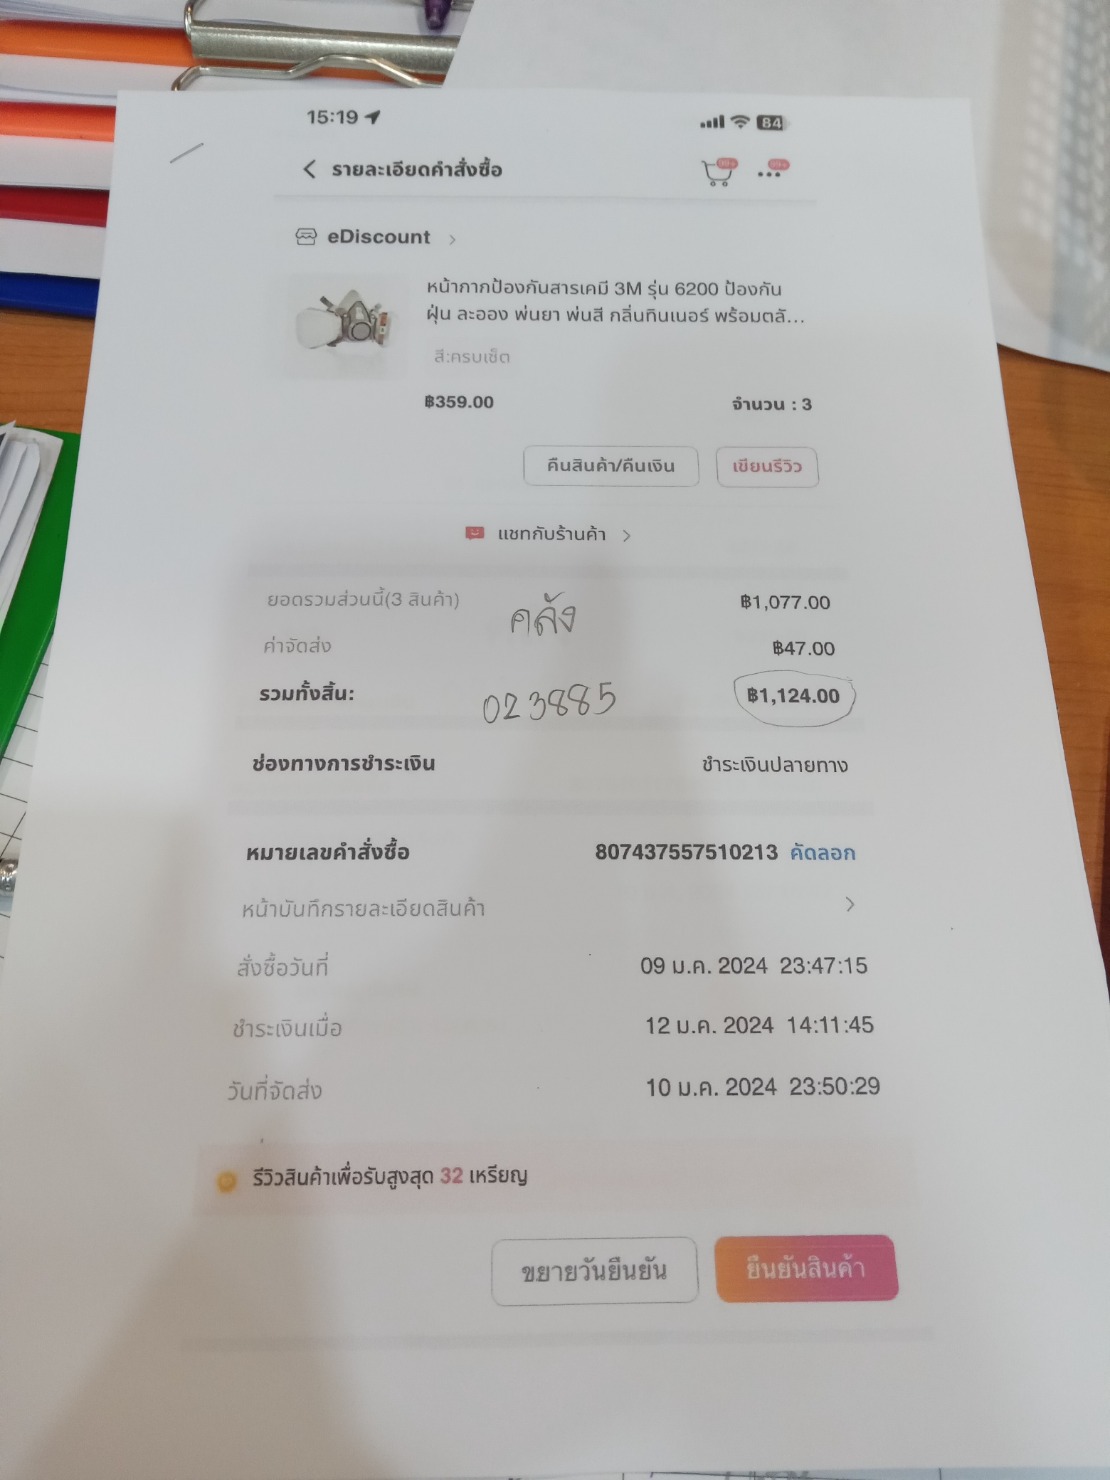 15:19
84
รายละเอียดคำสั่งซื้อ
99+
99+
eDiscount
หน้ากากป้องกันสารเคมี 3M รุ่น 6200 ป้องกัน
ฝุ่น ละออง พ่นยา พ่นสี กลิ่นทินเนอร์ พร้อมตลั...
สี:ครบเซ็ต
฿359.00 จำนวน : 3
คืนสินค้า/คืนเงิน เขียนรีวิว
แชทกับร้านค้า
ยอดรวมส่วนนี้(3 สินค้า) ฿1,077.00
คลัง
ค่าจัดส่ง ฿47.00
รวมทั้งสิ้น: ฿1,124.00
023885
ช่องทางการชำระเงิน ชำระเงินปลายทาง
หมายเลขคำสั่งซื้อ 807437557510213 คัดลอก
หน้าบันทึกรายละเอียดสินค้า
สั่งซื้อวันที่ 09 ม.ค. 2024 23:47:15
ชำระเงินเมื่อ 12 ม.ค. 2024 14:11:45
วันที่จัดส่ง 10 ม.ค. 2024 23:50:29
รีวิวสินค้าเพื่อรับสูงสุด 32 เหรียญ
ขยายวันยืนยัน ยืนยันสินค้า